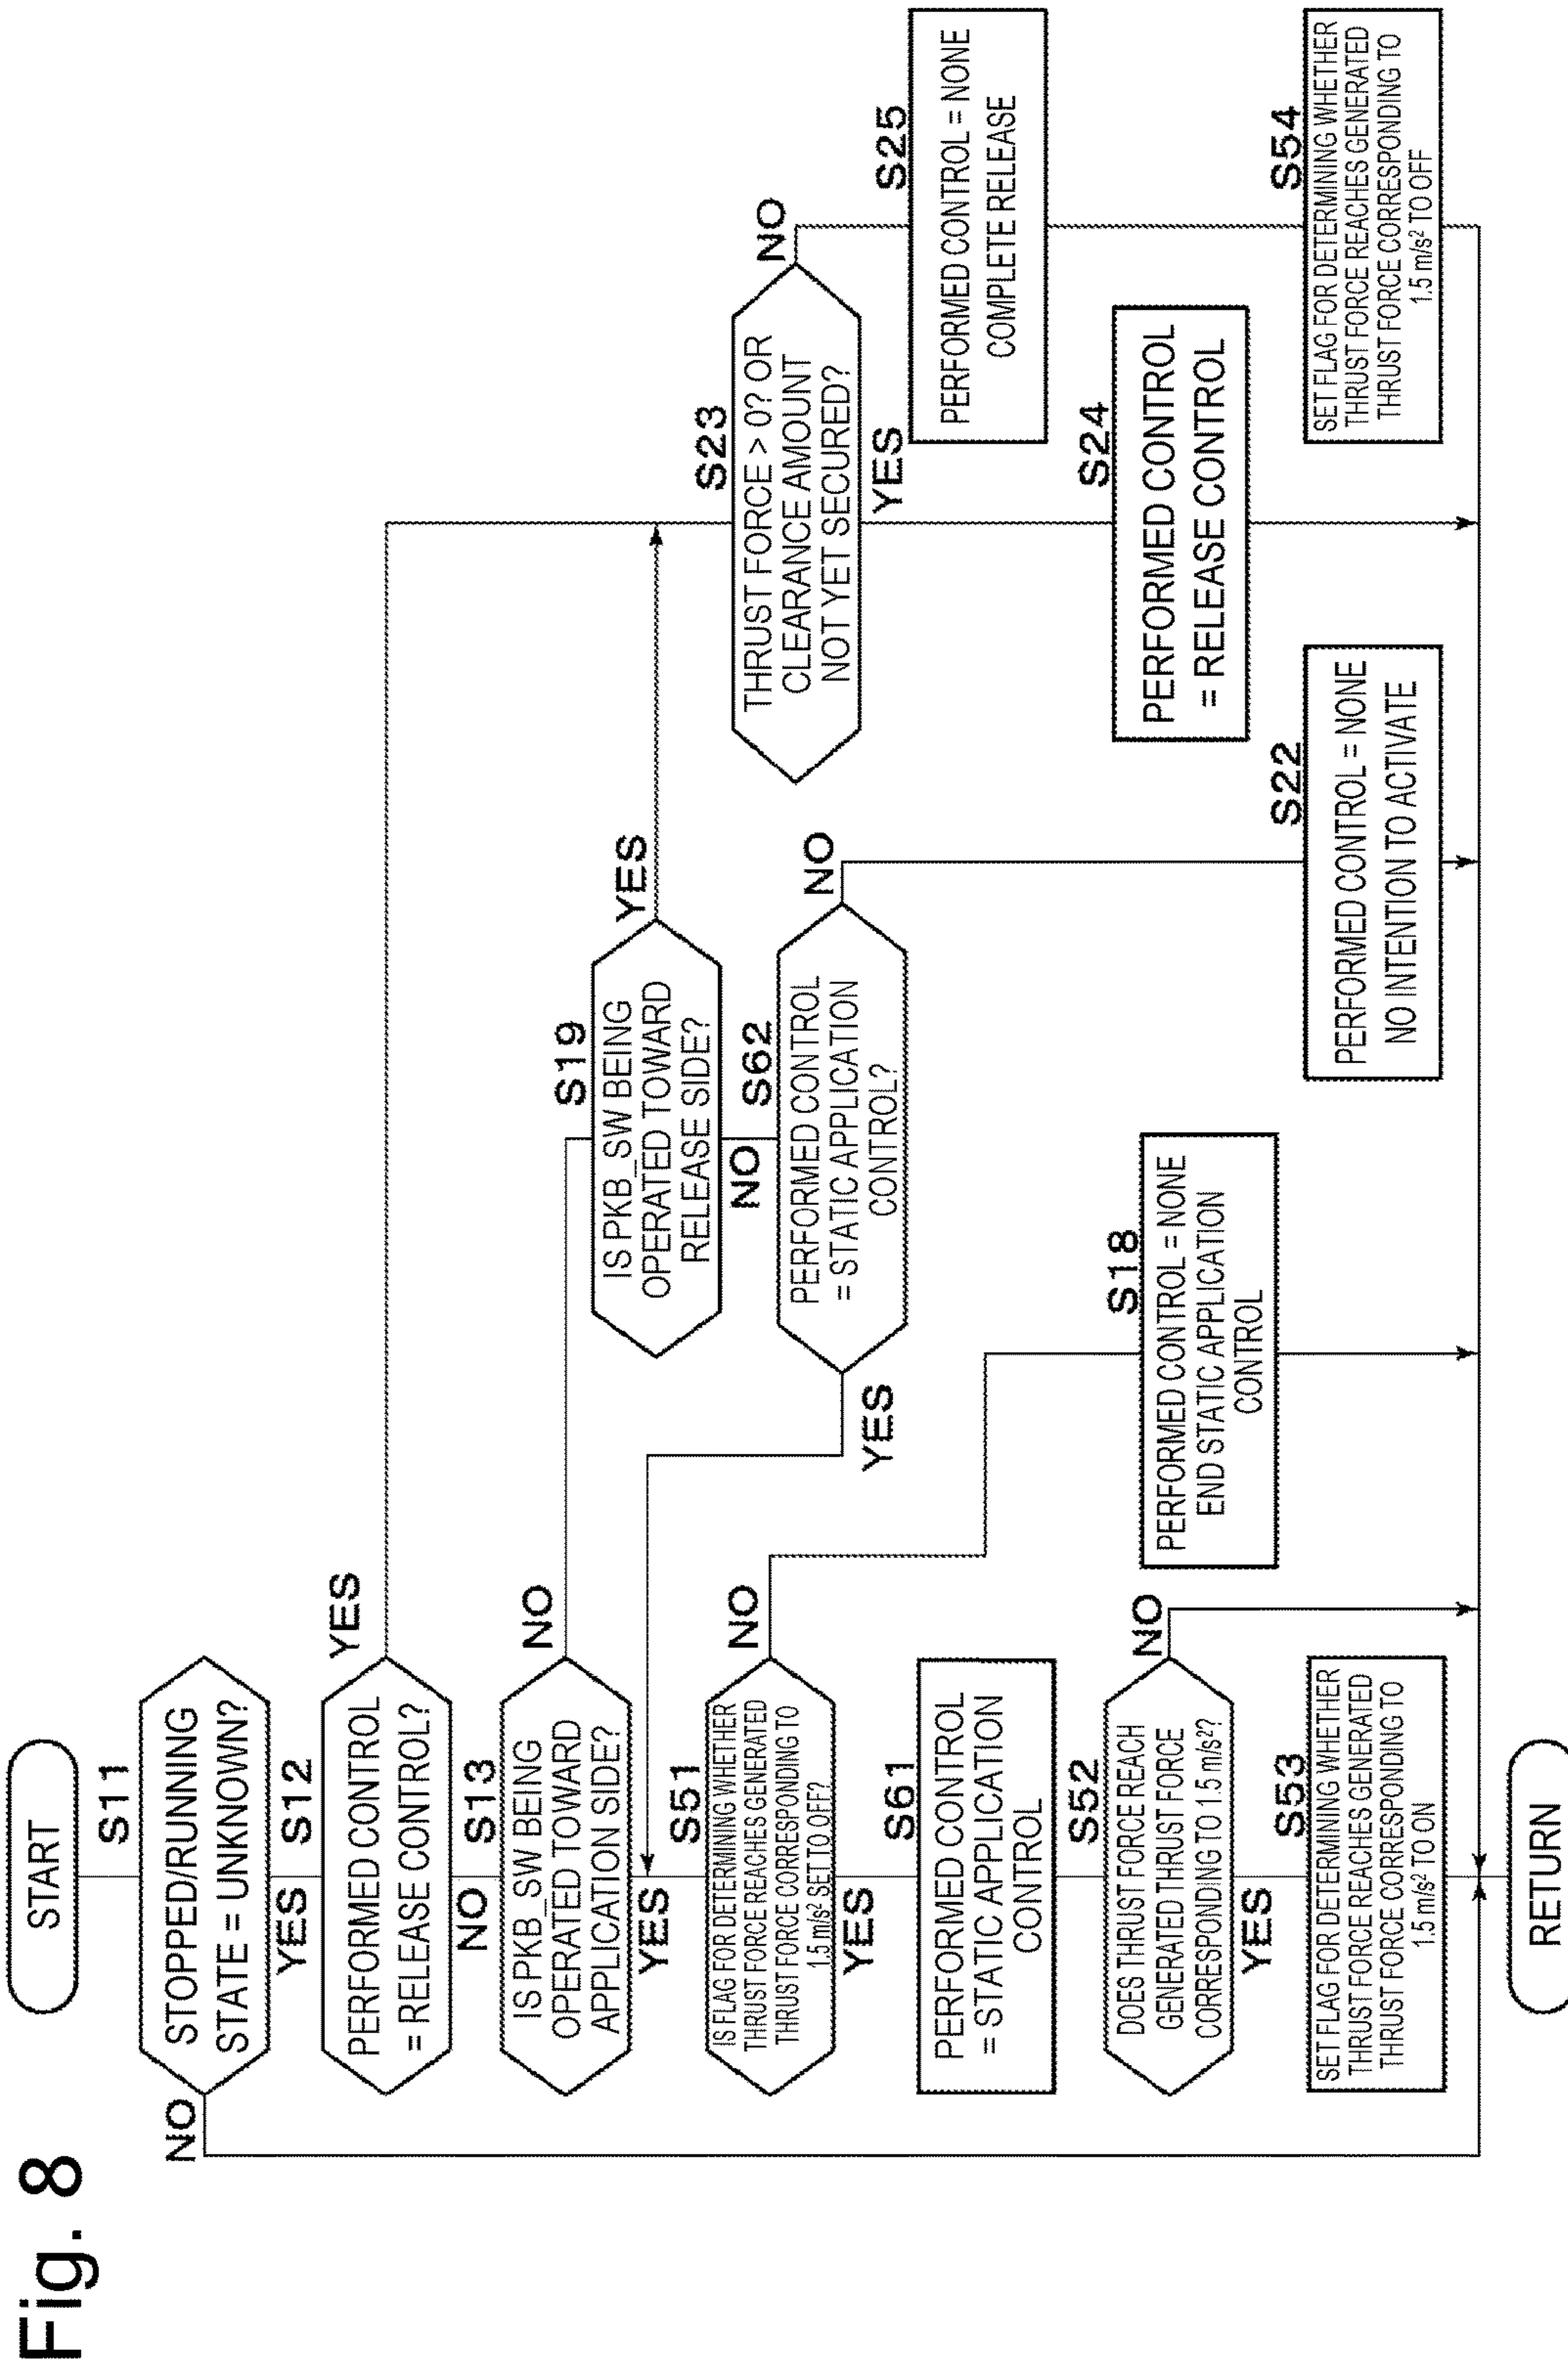 Fig. 8
START
S11
STOPPED/RUNNING
STATE = UNKNOWN?
NO
YES
S12
PERFORMED CONTROL
= RELEASE CONTROL?
YES
NO
S13
IS PKB_SW BEING
OPERATED TOWARD
APPLICATION SIDE?
NO
YES
S19
IS PKB_SW BEING
OPERATED TOWARD
RELEASE SIDE?
YES
NO
S62
PERFORMED CONTROL
= STATIC APPLICATION
CONTROL?
YES
NO
S23
THRUST FORCE > 0? OR
CLEARANCE AMOUNT
NOT YET SECURED?
NO
YES
S51
IS FLAG FOR DETERMINING WHETHER
THRUST FORCE REACHES GENERATED
THRUST FORCE CORRESPONDING TO
1.5 m/s² SET TO OFF?
NO
YES
S25
PERFORMED CONTROL = NONE
COMPLETE RELEASE
S61
PERFORMED CONTROL
= STATIC APPLICATION
CONTROL
S52
DOES THRUST FORCE REACH
GENERATED THRUST FORCE
CORRESPONDING TO 1.5 m/s²?
NO
YES
S18
PERFORMED CONTROL = NONE
END STATIC APPLICATION
CONTROL
S24
PERFORMED CONTROL
= RELEASE CONTROL
S53
SET FLAG FOR DETERMINING WHETHER
THRUST FORCE REACHES GENERATED
THRUST FORCE CORRESPONDING TO
1.5 m/s² TO ON
S22
PERFORMED CONTROL = NONE
NO INTENTION TO ACTIVATE
S54
SET FLAG FOR DETERMINING WHETHER
THRUST FORCE REACHES GENERATED
THRUST FORCE CORRESPONDING TO
1.5 m/s² TO OFF
RETURN